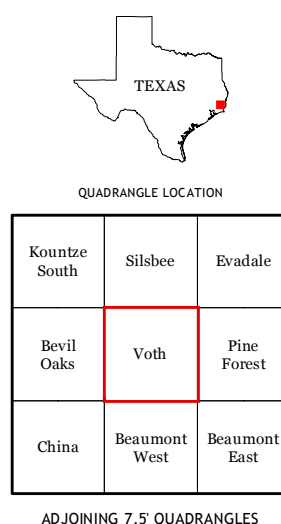 TEXAS
QUADRANGLE LOCATION
Kountze
South
Silsbee
Evadale
Bevil
Oaks
Voth
Pine
Forest
China
Beaumont
West
Beaumont
East
ADJOINING 7.5' QUADRANGLES